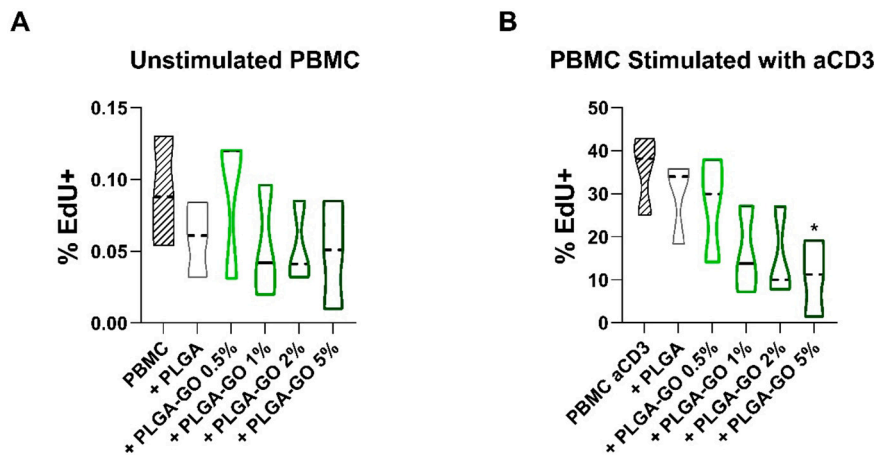 A
Unstimulated PBMC
% EdU+
0.15
0.10
0.05
0.00
PBMC
+ PLGA
+ PLGA-GO 0.5%
+ PLGA-GO 1%
+ PLGA-GO 2%
+ PLGA-GO 5%
B
PBMC Stimulated with aCD3
% EdU+
50
40
30
20
10
0
*
PBMC aCD3
+ PLGA
+ PLGA-GO 0.5%
+ PLGA-GO 1%
+ PLGA-GO 2%
+ PLGA-GO 5%